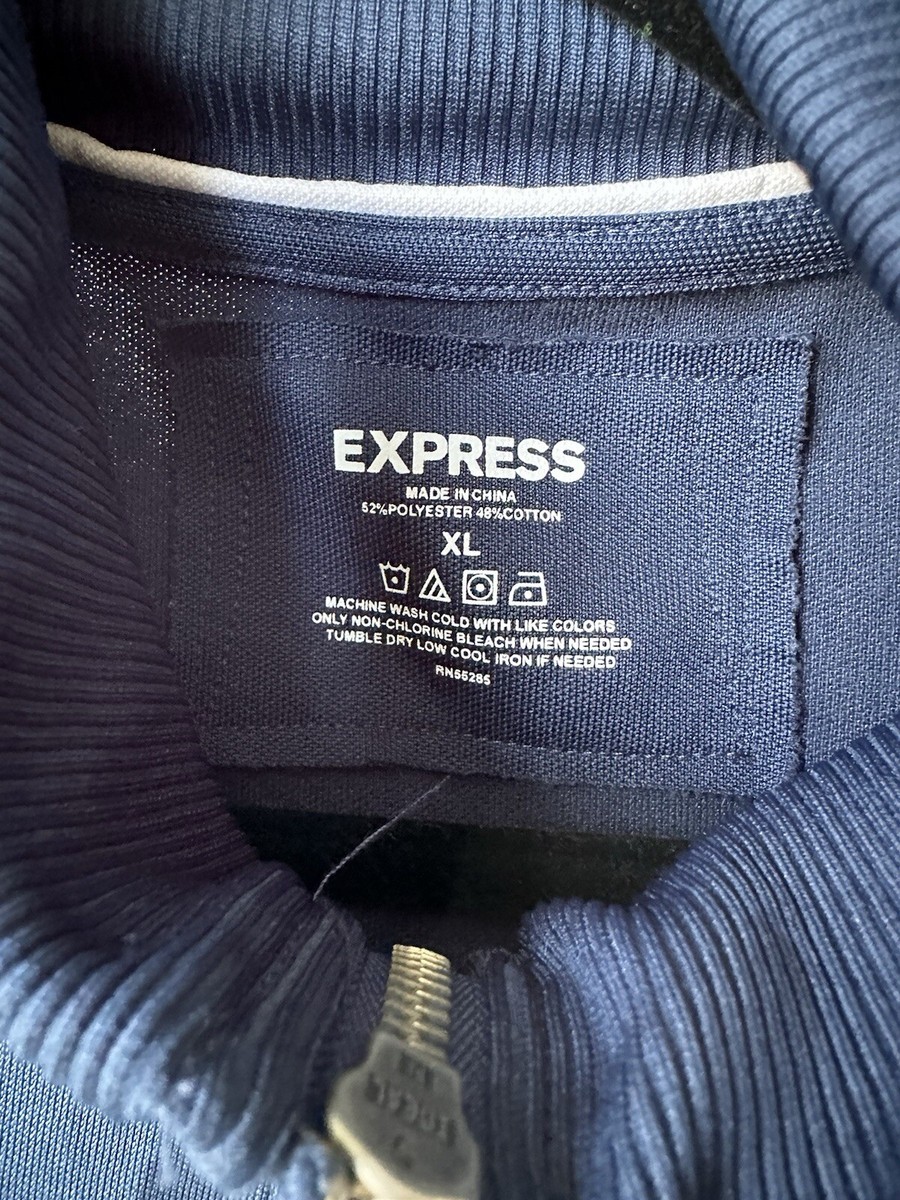 EXPRESS
MADE IN CHINA
52%POLYESTER 48%COTTON
XL
MACHINE WASH COLD WITH LIKE COLORS
ONLY NON-CHLORINE BLEACH WHEN NEEDED
TUMBLE DRY LOW COOL IRON IF NEEDED
RN55285